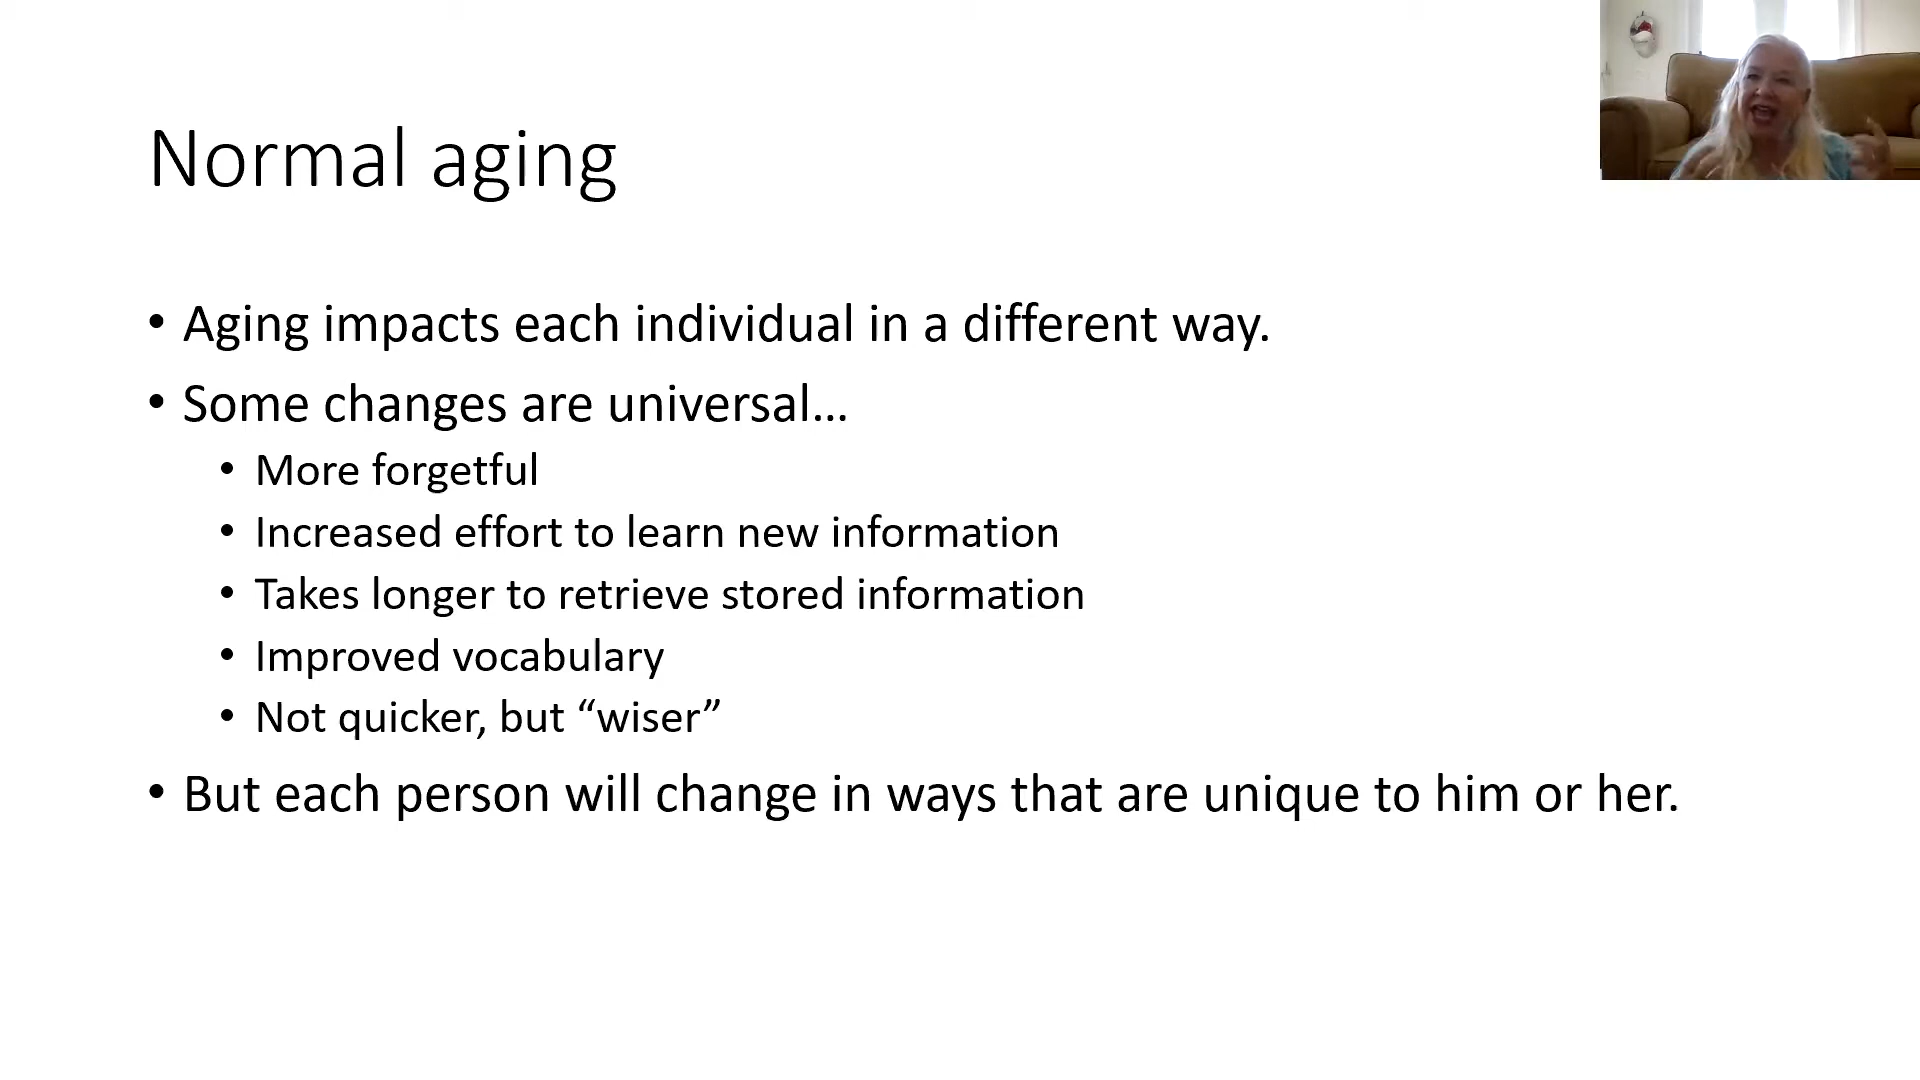 Normal aging
• Aging impacts each individual in a different way.
• Some changes are universal…
• More forgetful
• Increased effort to learn new information
• Takes longer to retrieve stored information
• Improved vocabulary
• Not quicker, but “wiser”
• But each person will change in ways that are unique to him or her.